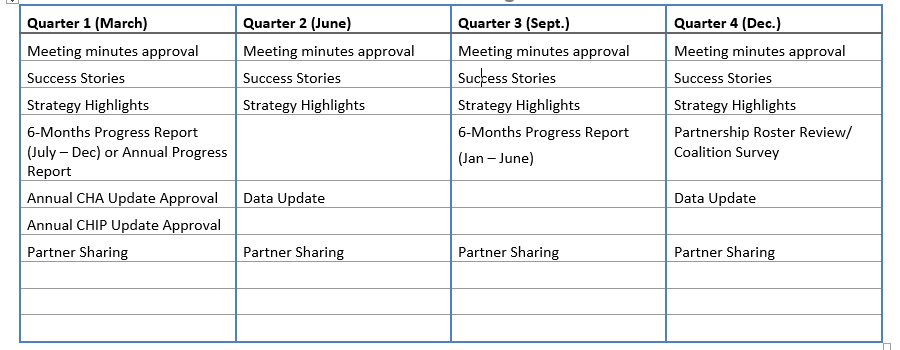 Quarter 1 (March) Quarter 2 (June) Quarter 3 (Sept.) Quarter 4 (Dec.)
Meeting minutes approval Meeting minutes approval Meeting minutes approval Meeting minutes approval
Success Stories Success Stories Success Stories Success Stories
Strategy Highlights Strategy Highlights Strategy Highlights Strategy Highlights
6-Months Progress Report 6-Months Progress Report Partnership Roster Review/
(July – Dec) or Annual Progress (Jan – June) Coalition Survey
Report
Annual CHA Update Approval Data Update Data Update
Annual CHIP Update Approval
Partner Sharing Partner Sharing Partner Sharing Partner Sharing